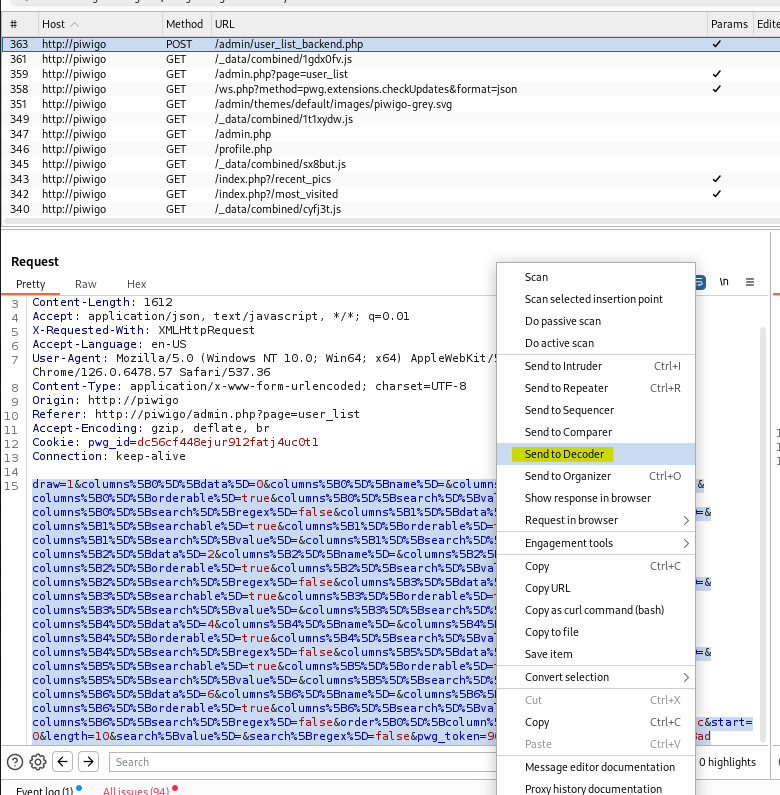 # Host Method URL Params Edite
363 http://piwigo POST /admin/user_list_backend.php ✓
361 http://piwigo GET /_data/combined/1gdx0fv.js
359 http://piwigo GET /admin.php?page=user_list ✓
358 http://piwigo GET /ws.php?method=pwg.extensions.checkUpdates&format=json ✓
351 http://piwigo GET /admin/themes/default/images/piwigo-grey.svg
349 http://piwigo GET /_data/combined/1t1xydw.js
347 http://piwigo GET /admin.php
346 http://piwigo GET /profile.php
345 http://piwigo GET /_data/combined/sx8but.js
343 http://piwigo GET /index.php?/recent_pics ✓
342 http://piwigo GET /index.php?/most_visited ✓
340 http://piwigo GET /_data/combined/cyfj3t.js
Request
Pretty Raw Hex \n
3 Content-Length: 1612
4 Accept: application/json, text/javascript, */*; q=0.01
5 X-Requested-With: XMLHttpRequest
6 Accept-Language: en-US
7 User-Agent: Mozilla/5.0 (Windows NT 10.0; Win64; x64) AppleWebKit/
Chrome/126.0.6478.57 Safari/537.36
8 Content-Type: application/x-www-form-urlencoded; charset=UTF-8
9 Origin: http://piwigo
10 Referer: http://piwigo/admin.php?page=user_list
11 Accept-Encoding: gzip, deflate, br
12 Cookie: pwg_id=dc56cf448ejur912fatj4uc0t1
13 Connection: keep-alive
14
15 draw=1&columns%5B0%5D%5Bdata%5D=0&columns%5B0%5D%5Bname%5D=&column &
columns%5B0%5D%5Borderable%5D=true&columns%5B0%5D%5Bsearch%5D%5Bva
columns%5B0%5D%5Bsearch%5D%5Bregex%5D=false&columns%5B1%5D%5Bdata% =&
columns%5B1%5D%5Bsearchable%5D=true&columns%5B1%5D%5Borderable%5D=
columns%5B1%5D%5Bsearch%5D%5Bvalue%5D=&columns%5B1%5D%5Bsearch%5D%
columns%5B2%5D%5Bdata%5D=2&columns%5B2%5D%5Bname%5D=&columns%5B2%5
columns%5B2%5D%5Borderable%5D=true&columns%5B2%5D%5Bsearch%5D%5Bva
columns%5B2%5D%5Bsearch%5D%5Bregex%5D=false&columns%5B3%5D%5Bdata% =&
columns%5B3%5D%5Bsearchable%5D=true&columns%5B3%5D%5Borderable%5D=
columns%5B3%5D%5Bsearch%5D%5Bvalue%5D=&columns%5B3%5D%5Bsearch%5D%
columns%5B4%5D%5Bdata%5D=4&columns%5B4%5D%5Bname%5D=&columns%5B4%5
columns%5B4%5D%5Borderable%5D=true&columns%5B4%5D%5Bsearch%5D%5Bva
columns%5B4%5D%5Bsearch%5D%5Bregex%5D=false&columns%5B5%5D%5Bdata% =&
columns%5B5%5D%5Bsearchable%5D=true&columns%5B5%5D%5Borderable%5D=
columns%5B5%5D%5Bsearch%5D%5Bvalue%5D=&columns%5B5%5D%5Bsearch%5D%
columns%5B6%5D%5Bdata%5D=6&columns%5B6%5D%5Bname%5D=&columns%5B6%5
columns%5B6%5D%5Borderable%5D=true&columns%5B6%5D%5Bsearch%5D%5Bva
columns%5B6%5D%5Bsearch%5D%5Bregex%5D=false&order%5B0%5D%5Bcolumn% c&start=
0&length=10&search%5Bvalue%5D=&search%5Bregex%5D=false&pwg_token=9 ad
Scan
Scan selected insertion point
Do passive scan
Do active scan
Send to Intruder Ctrl+I
Send to Repeater Ctrl+R
Send to Sequencer
Send to Comparer
Send to Decoder
Send to Organizer Ctrl+O
Show response in browser
Request in browser
Engagement tools
Copy Ctrl+C
Copy URL
Copy as curl command (bash)
Copy to file
Save item
Convert selection
Cut Ctrl+X
Copy Ctrl+C
Paste Ctrl+V
Message editor documentation
Proxy history documentation
Search 0 highlights
Event log (1) All issues (94)